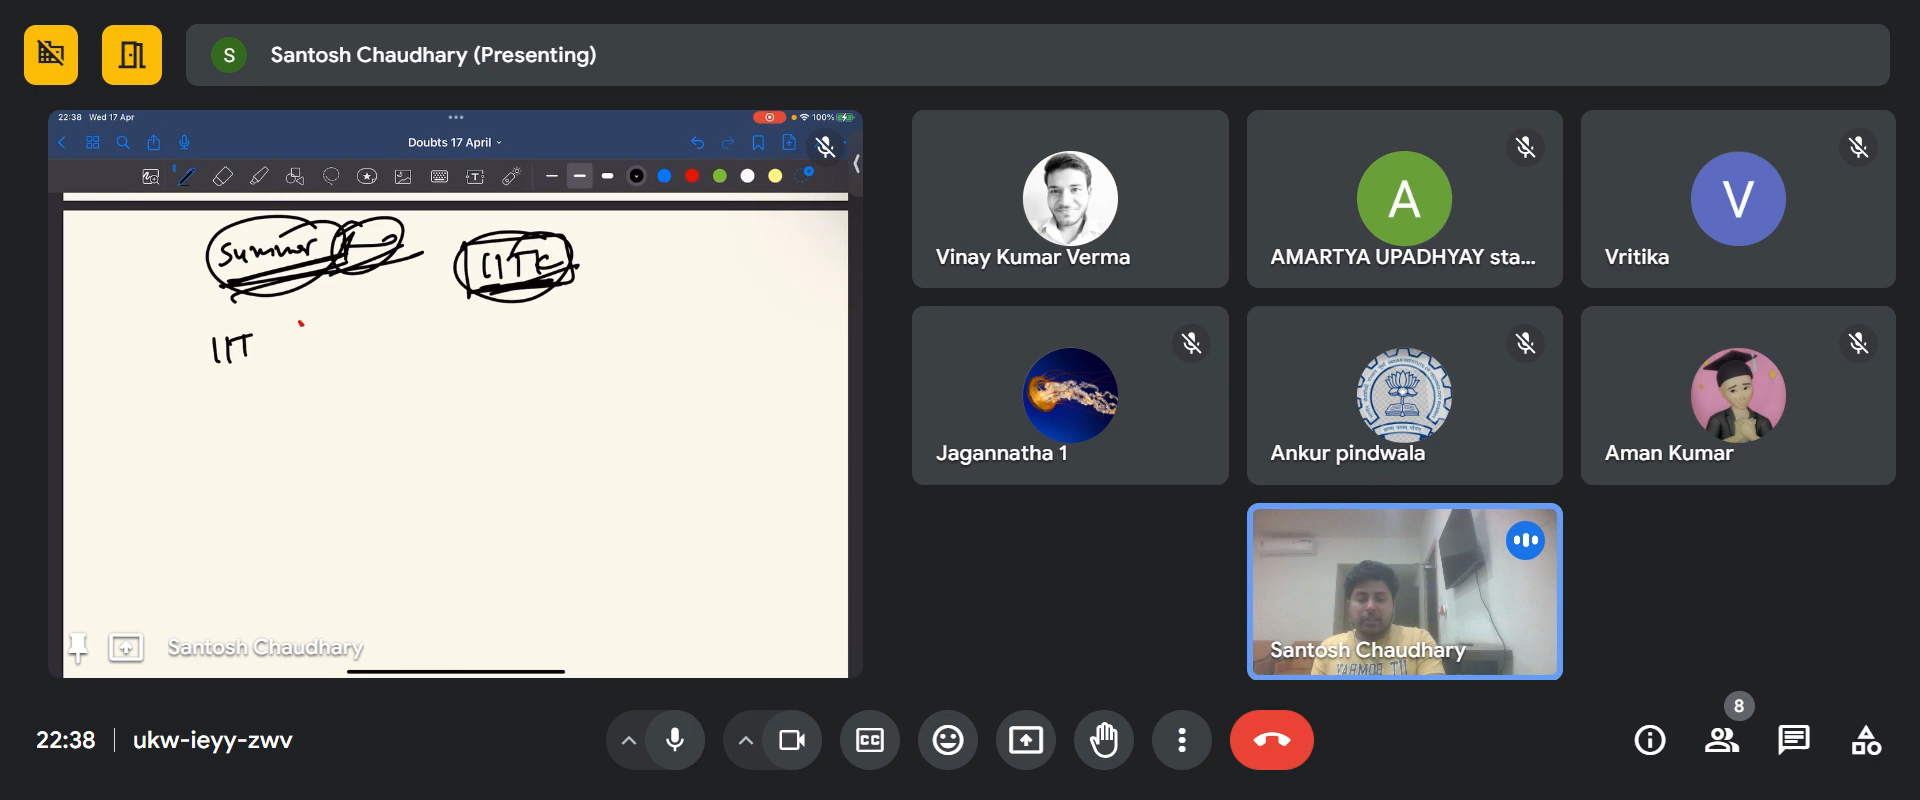 S Santosh Chaudhary (Presenting)
22:38 Wed 17 Apr
100%
Doubts 17 April
Summer
IITK
IIT
Santosh Chaudhary
Vinay Kumar Verma
A
AMARTYA UPADHYAY sta...
V
Vritika
Jagannatha 1
Ankur pindwala
Aman Kumar
Santosh Chaudhary
22:38 | ukw-ieyy-zwv
CC
8